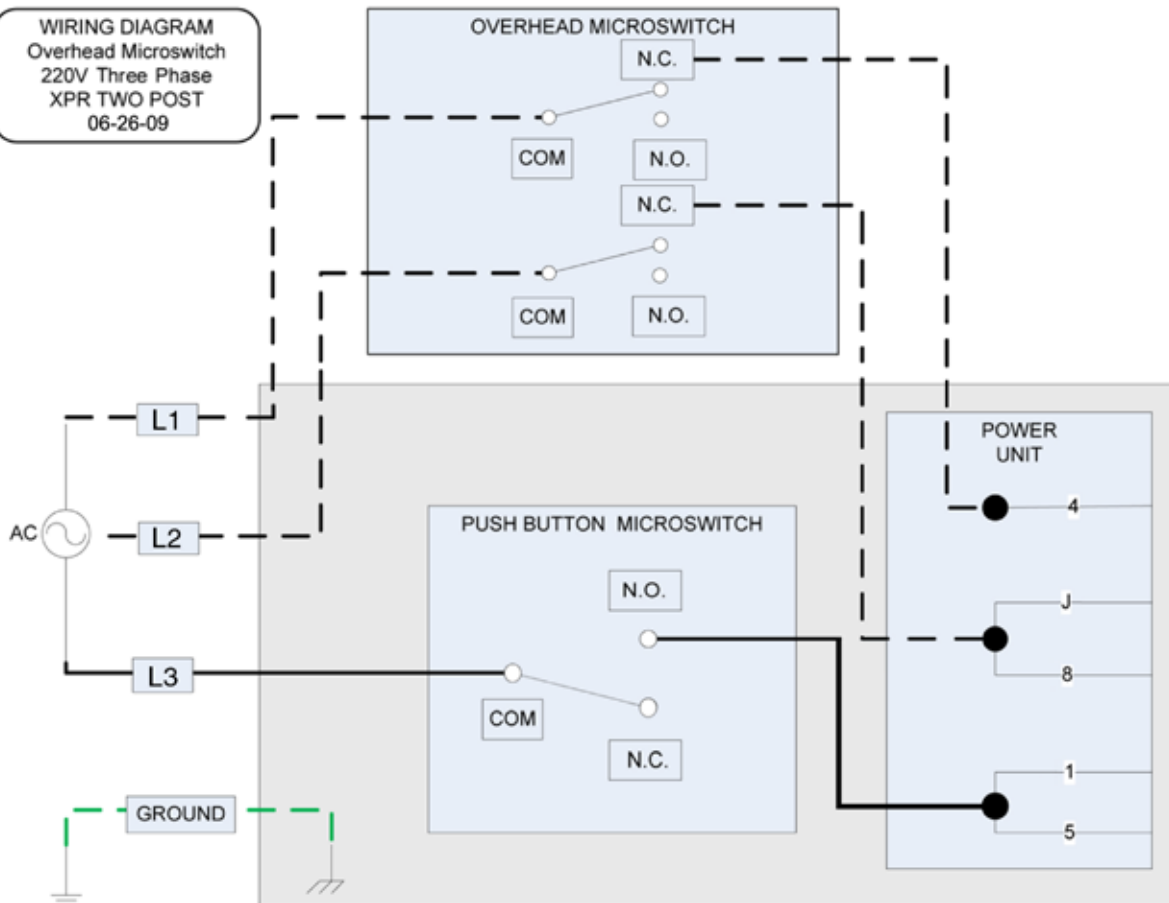 WIRING DIAGRAM
Overhead Microswitch
220V Three Phase
XPR TWO POST
06-26-09
OVERHEAD MICROSWITCH
N.C.
COM
N.O.
N.C.
COM
N.O.
L1
POWER
UNIT
4
PUSH BUTTON MICROSWITCH
AC
L2
N.O.
J
L3
8
COM
N.C.
1
GROUND
5